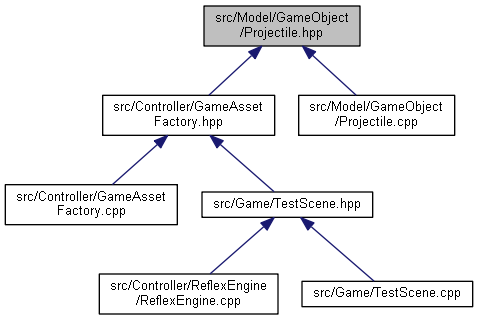 src/Model/GameObject
/Projectile.hpp
src/Controller/GameAsset
Factory.hpp
src/Model/GameObject
/Projectile.cpp
src/Controller/GameAsset
Factory.cpp
src/Game/TestScene.hpp
src/Controller/ReflexEngine
/ReflexEngine.cpp
src/Game/TestScene.cpp